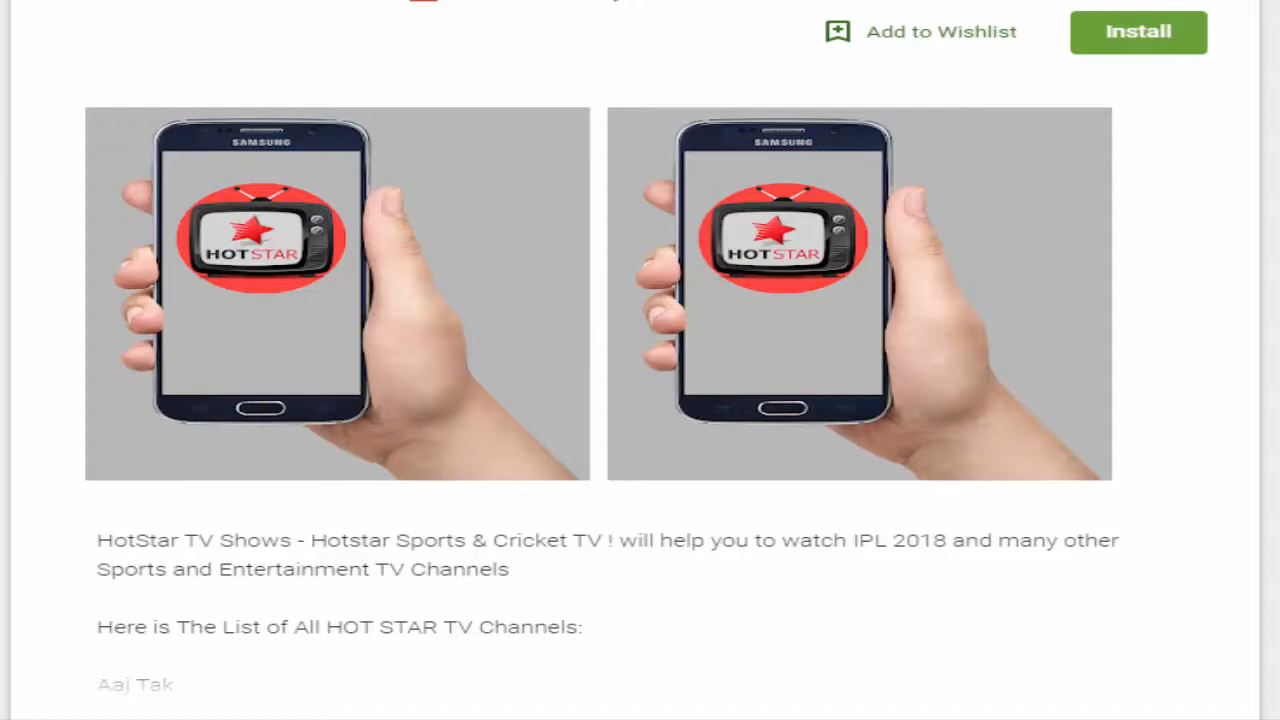 Add to Wishlist
Install
SAMSUNG
HOTSTAR
SAMSUNG
HOTSTAR
HotStar TV Shows - Hotstar Sports & Cricket TV ! will help you to watch IPL 2018 and many other
Sports and Entertainment TV Channels
Here is The List of All HOT STAR TV Channels:
Aaj Tak